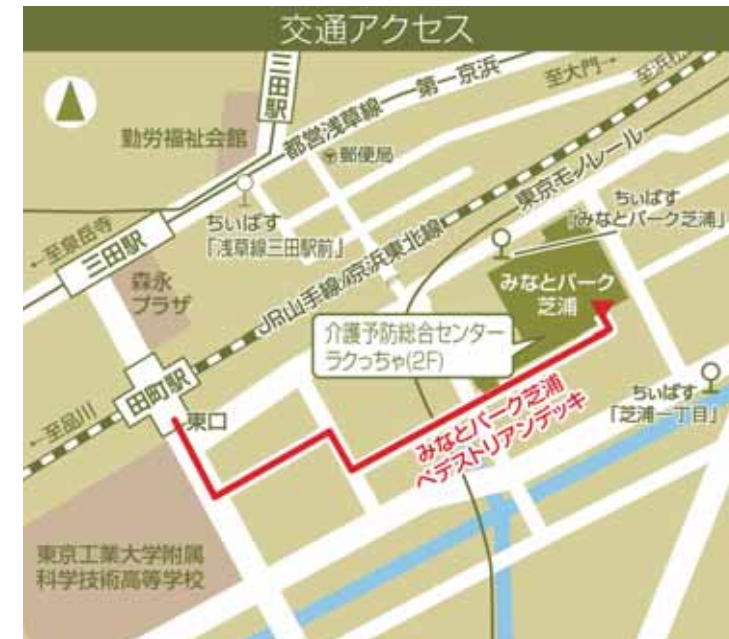 交通アクセス
三田駅
勤労福祉会館
都営浅草線
第一京浜
至大門→
至浜松
〒郵便局
東京モノレール
ちぃばす
「みなとパーク芝浦」
←至泉岳寺
三田駅
ちぃばす
「浅草線三田駅前」
森永
プラザ
JR山手線/京浜東北線
みなとパーク
芝浦
介護予防総合センター
ラクっちゃ(2F)
田町駅
東口
←至品川
ちぃばす
「芝浦一丁目」
みなとパーク芝浦
ペデストリアンデッキ
東京工業大学附属
科学技術高等学校